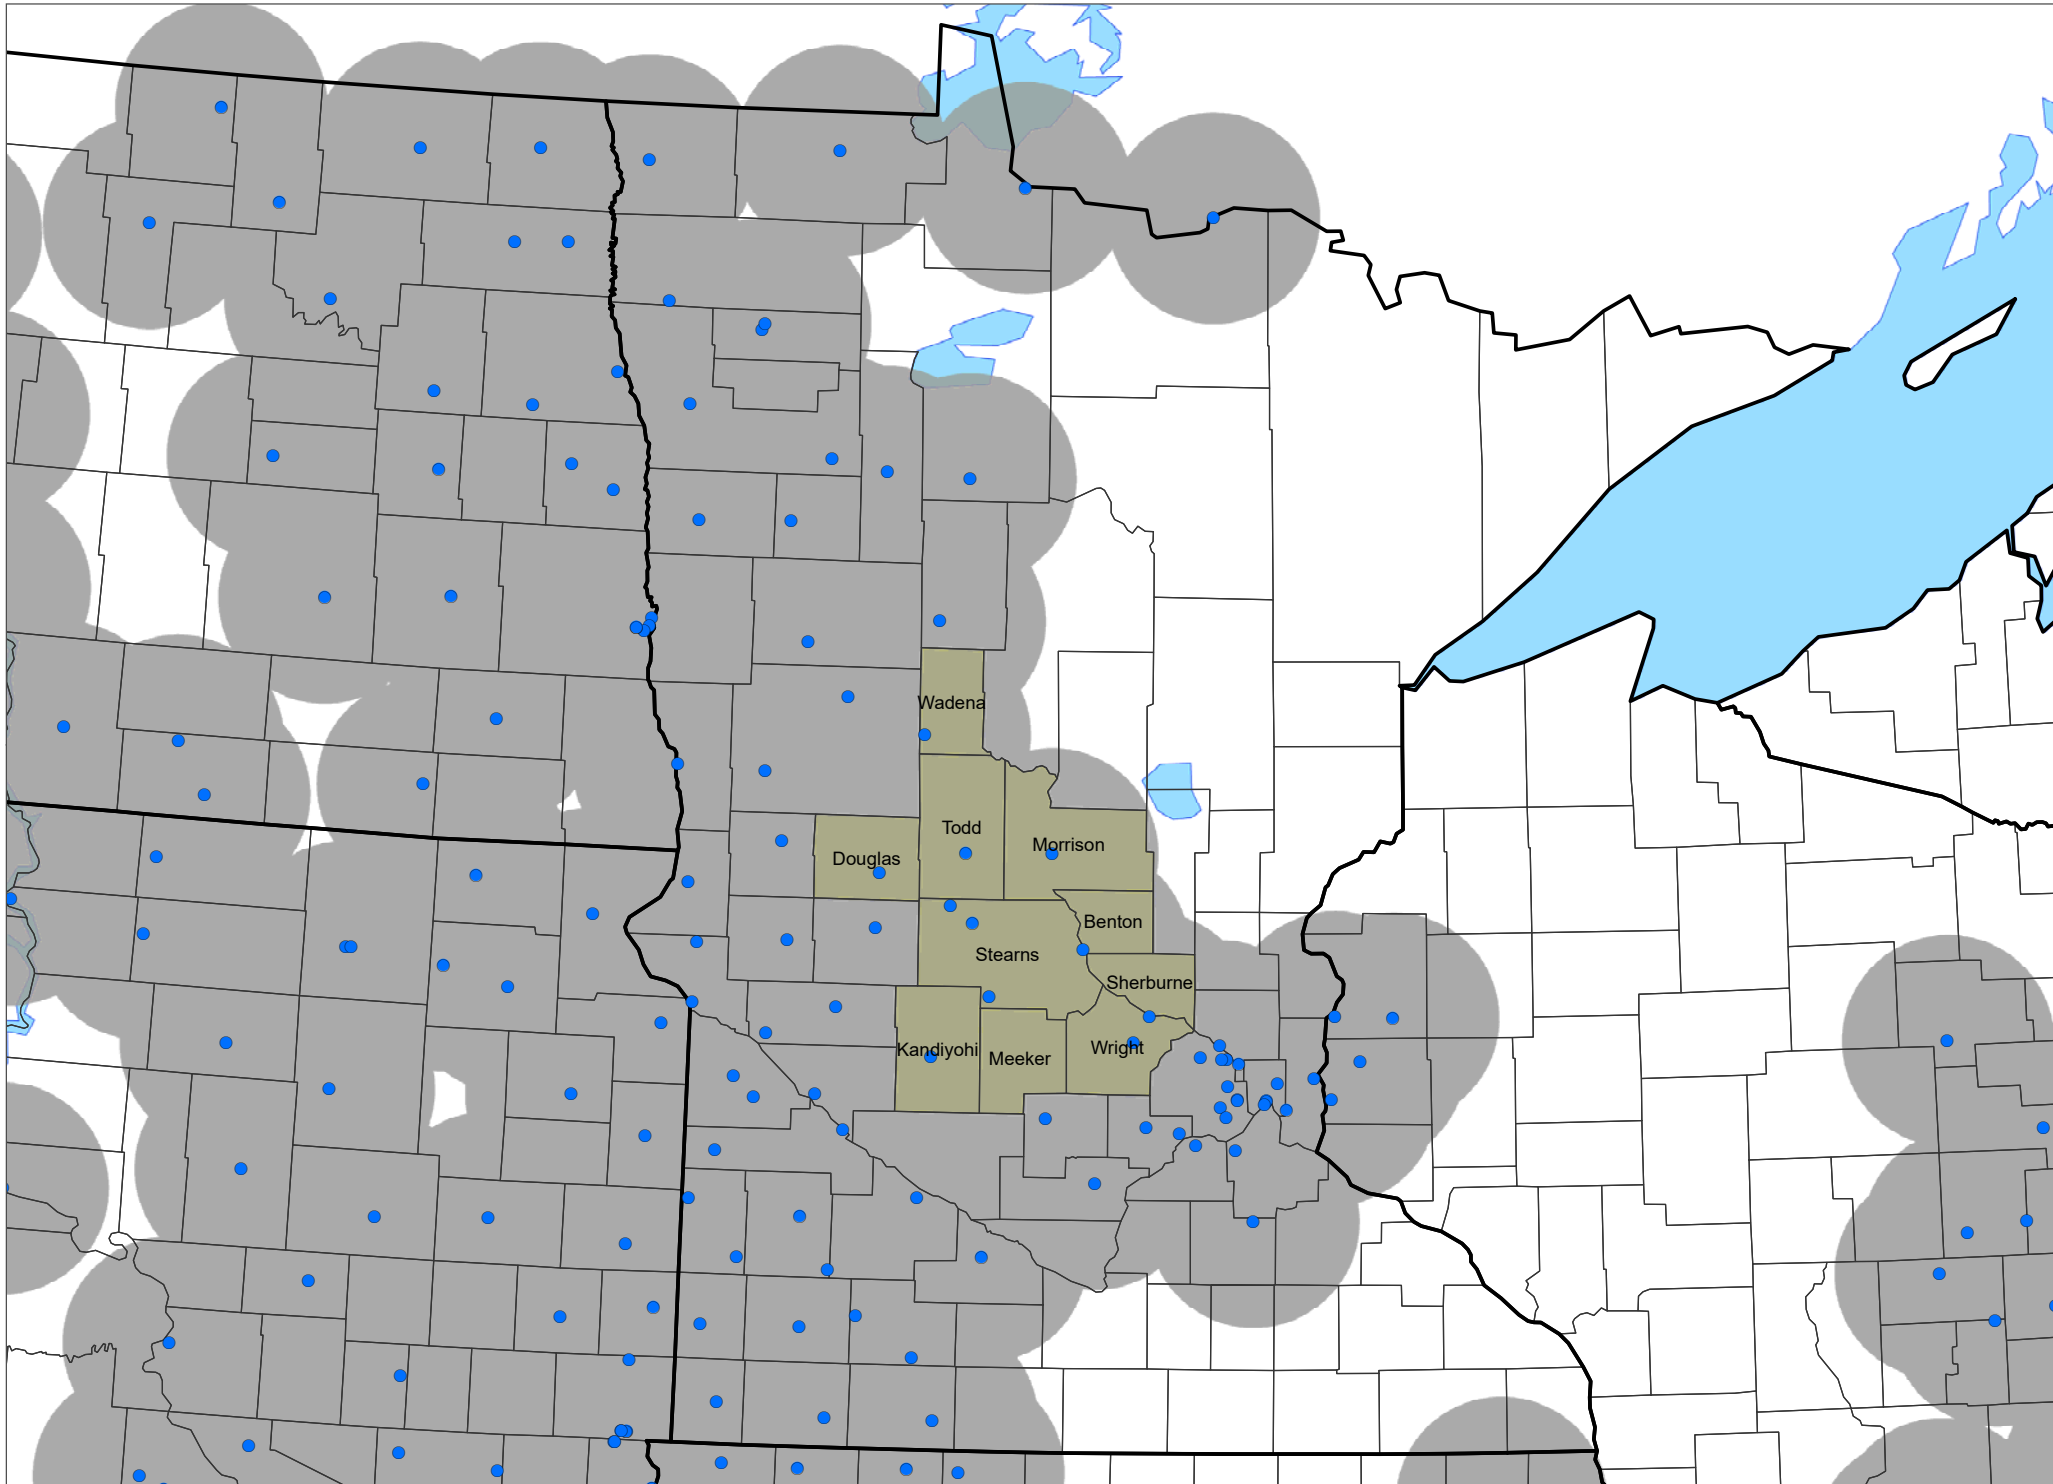 Wadena
Todd
Morrison
Douglas
Benton
Stearns
Sherburne
Kandiyohi
Meeker
Wright